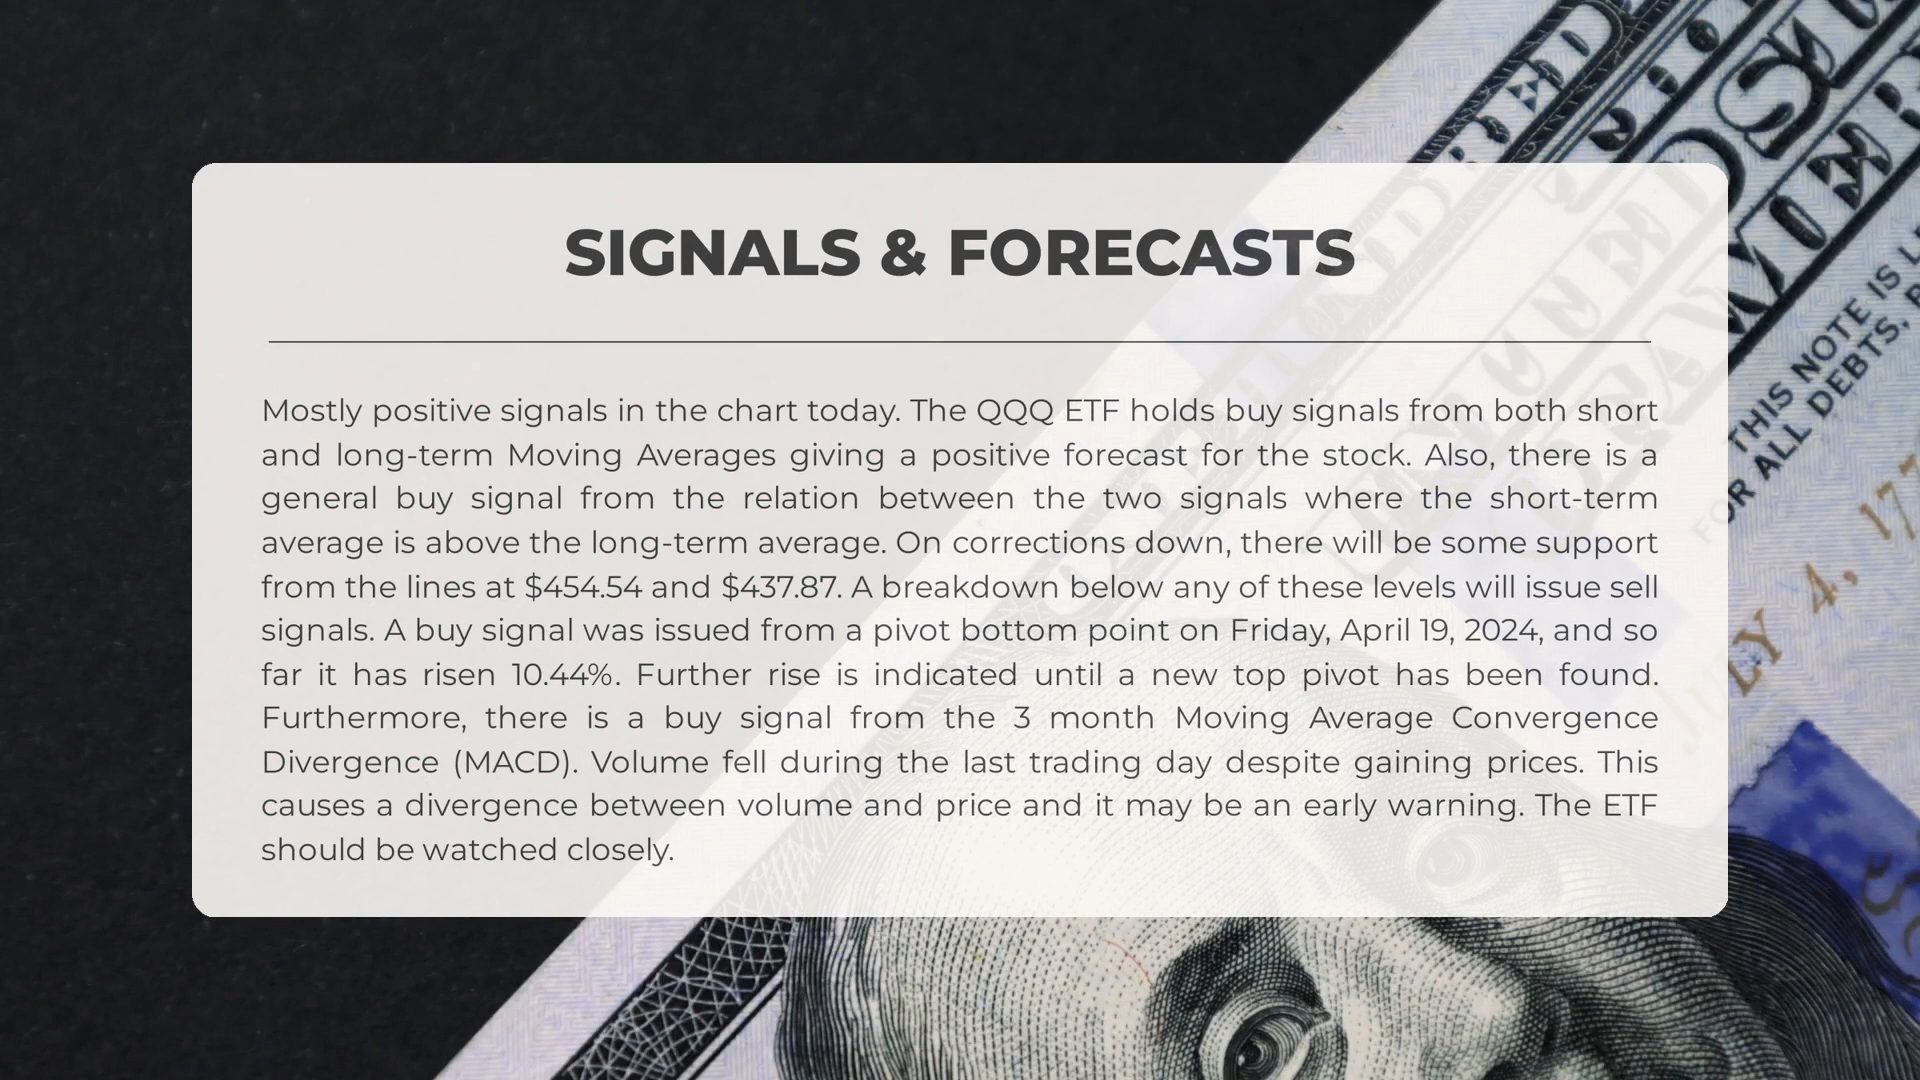 SIGNALS & FORECASTS
Mostly positive signals in the chart today. The QQQ ETF holds buy signals from both short
and long-term Moving Averages giving a positive forecast for the stock. Also, there is a
general buy signal from the relation between the two signals where the short-term
average is above the long-term average. On corrections down, there will be some support
from the lines at $454.54 and $437.87. A breakdown below any of these levels will issue sell
signals. A buy signal was issued from a pivot bottom point on Friday, April 19, 2024, and so
far it has risen 10.44%. Further rise is indicated until a new top pivot has been found.
Furthermore, there is a buy signal from the 3 month Moving Average Convergence
Divergence (MACD). Volume fell during the last trading day despite gaining prices. This
causes a divergence between volume and price and it may be an early warning. The ETF
should be watched closely.
THIS NOTE IS
FOR ALL DEBTS,
JULY 4,